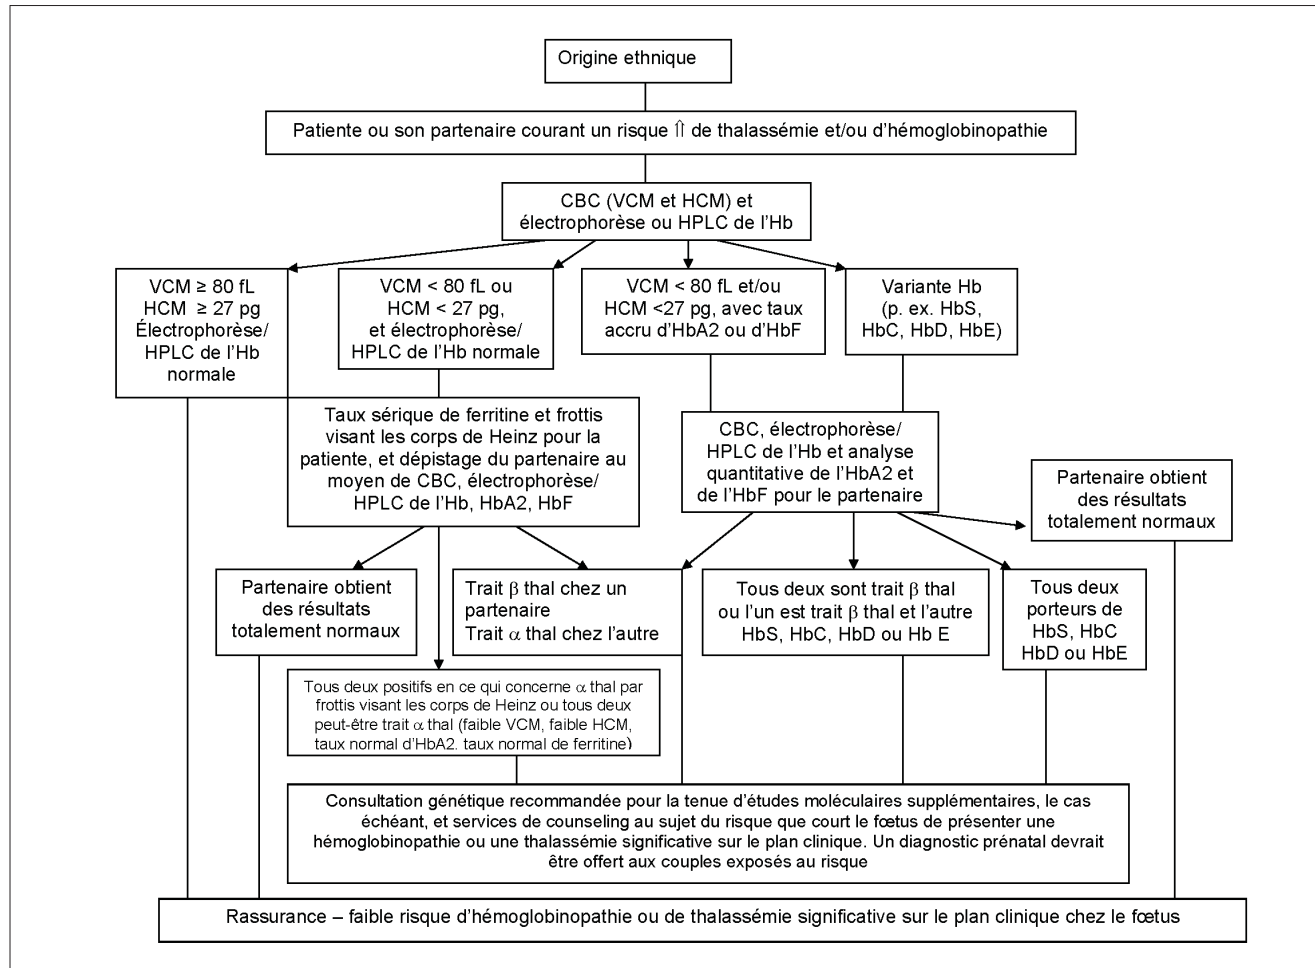 Origine ethnique
Patiente ou son partenaire courant un risque ⇑ de thalassémie et/ou d'hémoglobinopathie
CBC (VCM et HCM) et
électrophorèse ou HPLC de l'Hb
VCM ≥ 80 fL
HCM ≥ 27 pg
Électrophorèse/
HPLC de l'Hb
normale
VCM < 80 fL ou
HCM < 27 pg,
et électrophorèse/
HPLC de l'Hb normale
VCM < 80 fL et/ou
HCM <27 pg, avec taux
accru d'HbA2 ou d'HbF
Variante Hb
(p. ex. HbS,
HbC, HbD, HbE)
Taux sérique de ferritine et frottis
visant les corps de Heinz pour la
patiente, et dépistage du partenaire au
moyen de CBC, électrophorèse/
HPLC de l'Hb, HbA2, HbF
CBC, électrophorèse/
HPLC de l'Hb et analyse
quantitative de l'HbA2 et
de l'HbF pour le partenaire
Partenaire obtient
des résultats
totalement normaux
Partenaire obtient
des résultats
totalement normaux
Trait β thal chez un
partenaire
Trait α thal chez l'autre
Tous deux sont trait β thal
ou l'un est trait β thal et l'autre
HbS, HbC, HbD ou Hb E
Tous deux
porteurs de
HbS, HbC
HbD ou HbE
Tous deux positifs en ce qui concerne α thal par
frottis visant les corps de Heinz ou tous deux
peut-être trait α thal (faible VCM, faible HCM,
taux normal d'HbA2, taux normal de ferritine)
Consultation génétique recommandée pour la tenue d'études moléculaires supplémentaires, le cas
échéant, et services de counseling au sujet du risque que court le fœtus de présenter une
hémoglobinopathie ou une thalassémie significative sur le plan clinique. Un diagnostic prénatal devrait
être offert aux couples exposés au risque
Rassurance – faible risque d'hémoglobinopathie ou de thalassémie significative sur le plan clinique chez le fœtus